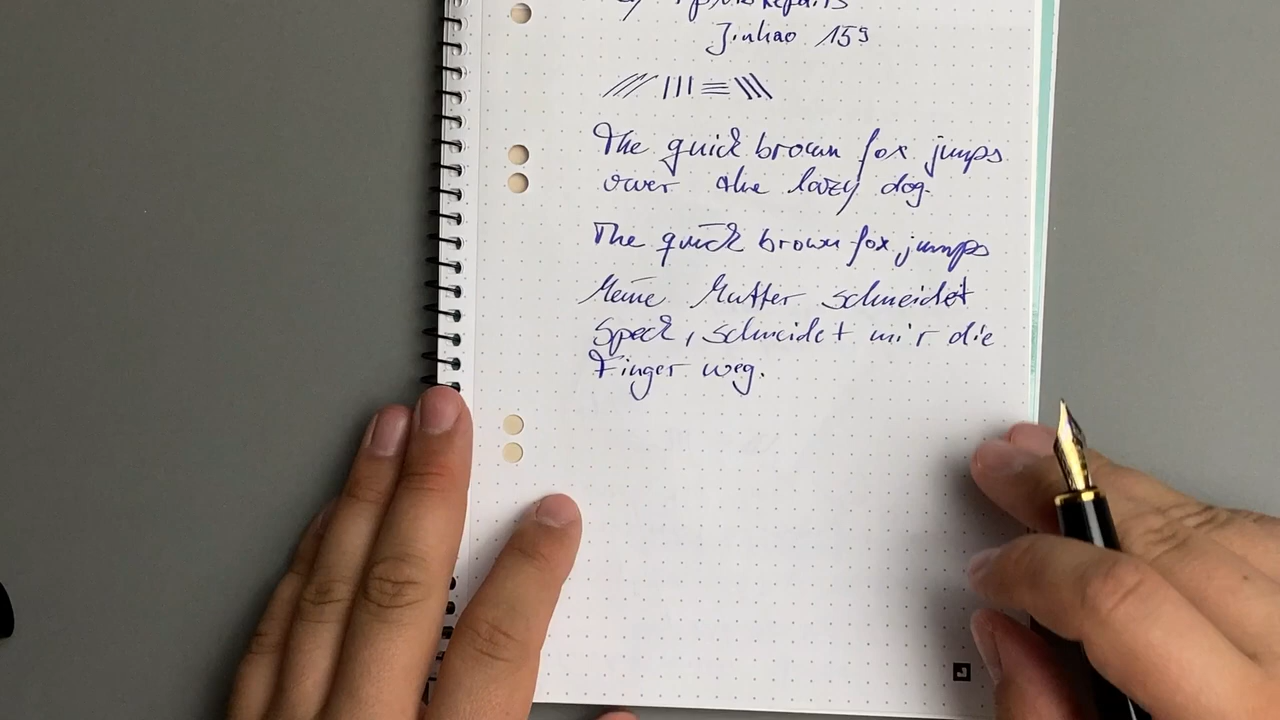 Jinhao 159
The quick brown fox jumps
over the lazy dog.
The quick brown fox jumps
Meine Mutter schneidet
Speck, schneidet mir die
Finger weg.